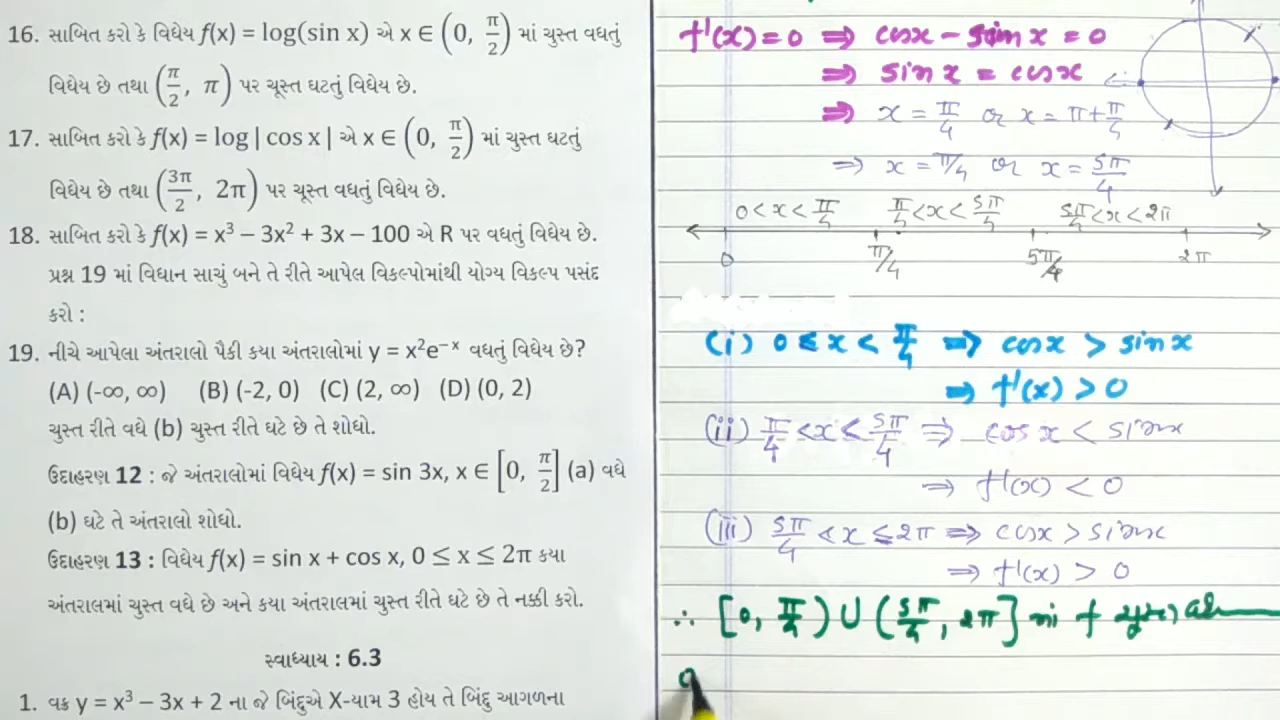 16. સાબિત કરો કે વિધેય f(x) = log(sin x) એ x ∈ (0, π/2) માં ચુસ્ત વધતું
વિધેય છે તથા (π/2, π) પર ચૂસ્ત ઘટતું વિધેય છે.
17. સાબિત કરો કે f(x) = log | cos x | એ x ∈ (0, π/2) માં ચુસ્ત ઘટતું
વિધેય છે તથા (3π/2, 2π) પર ચૂસ્ત વધતું વિધેય છે.
18. સાબિત કરો કે f(x) = x³ − 3x² + 3x − 100 એ R પર વધતું વિધેય છે.
પ્રશ્ન 19 માં વિધાન સાચું બને તે રીતે આપેલ વિકલ્પોમાંથી યોગ્ય વિકલ્પ પસંદ
કરો :
19. નીચે આપેલા અંતરાલો પૈકી કયા અંતરાલોમાં y = x²e⁻ˣ વધતું વિધેય છે?
(A) (-∞, ∞) (B) (-2, 0) (C) (2, ∞) (D) (0, 2)
ચુસ્ત રીતે વધે (b) ચુસ્ત રીતે ઘટે છે તે શોધો.
ઉદાહરણ 12 : જે અંતરાલોમાં વિધેય f(x) = sin 3x, x ∈ [0, π/2] (a) વધે
(b) ઘટે તે અંતરાલો શોધો.
ઉદાહરણ 13 : વિધેય f(x) = sin x + cos x, 0 ≤ x ≤ 2π કયા
અંતરાલમાં ચુસ્ત વધે છે અને કયા અંતરાલમાં ચુસ્ત રીતે ઘટે છે તે નક્કી કરો.
સ્વાધ્યાય : 6.3
1. વક્ર y = x³ − 3x + 2 ના જે બિંદુએ X-યામ 3 હોય તે બિંદુ આગળના
f'(x) = 0 ⇒ cosx − sin x = 0
⇒ sin x = cosx
⇒ x = π/4 or x = π + π/4
⇒ x = π/4 or x = 5π/4
0 < x < π/4 π/4 < x < 5π/4 5π/4 < x < 2π
0 π/4 5π/4 2π
(i) 0 ≤ x < π/4 ⇒ cosx > sinx
⇒ f'(x) > 0
(ii) π/4 < x < 5π/4 ⇒ cos x < sinx
⇒ f'(x) < 0
(iii) 5π/4 < x ≤ 2π ⇒ cosx > sinx
⇒ f'(x) > 0
∴ [0, π/4) ∪ (5π/4, 2π] માં f ચુસ્ત